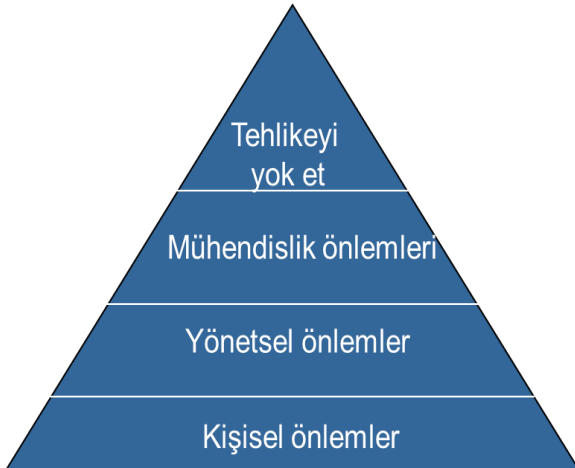 Tehlikeyi
yok et
Mühendislik önlemleri
Yönetsel önlemler
Kişisel önlemler